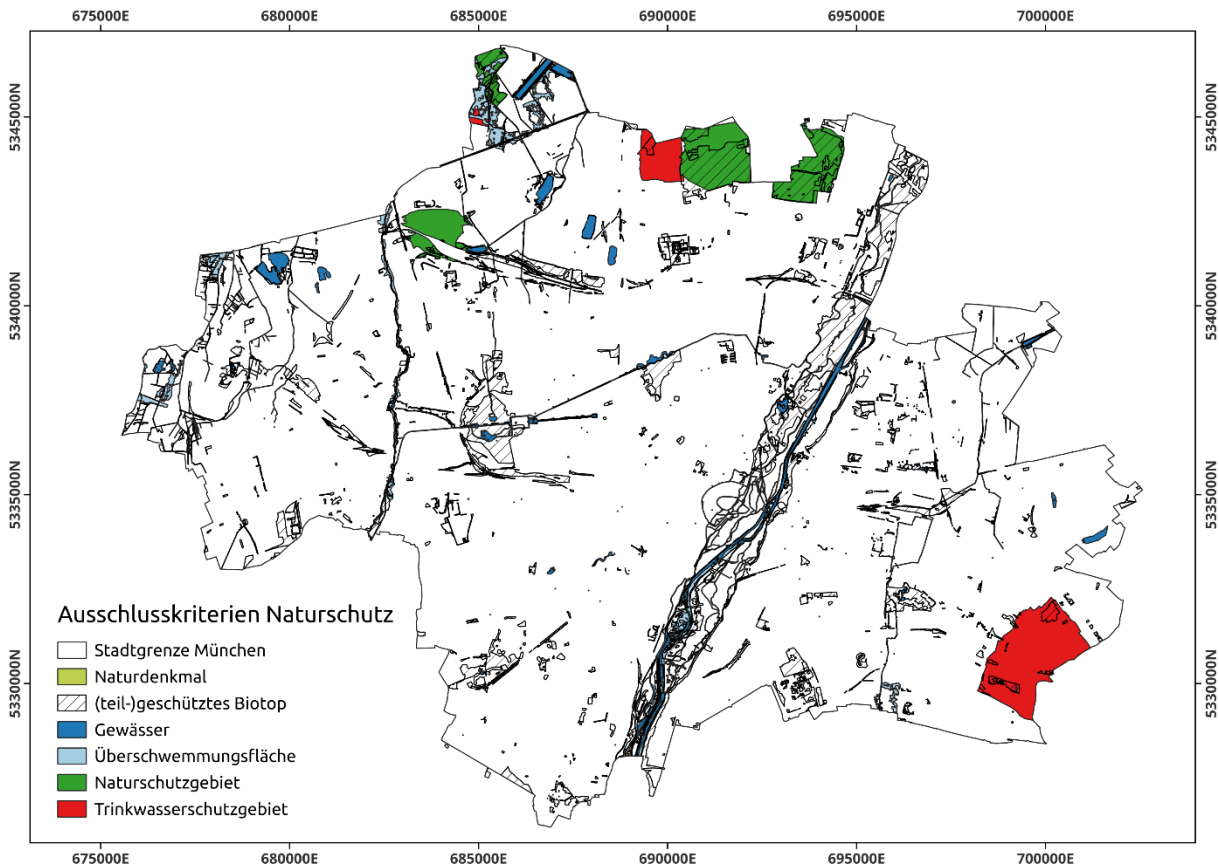 675000E 680000E 685000E 690000E 695000E 700000E
5345000N 5345000N
5340000N 5340000N
5335000N 5335000N
5330000N 5330000N
Ausschlusskriterien Naturschutz
Stadtgrenze München
Naturdenkmal
(teil-)geschütztes Biotop
Gewässer
Überschwemmungsfläche
Naturschutzgebiet
Trinkwasserschutzgebiet
675000E 680000E 685000E 690000E 695000E 700000E